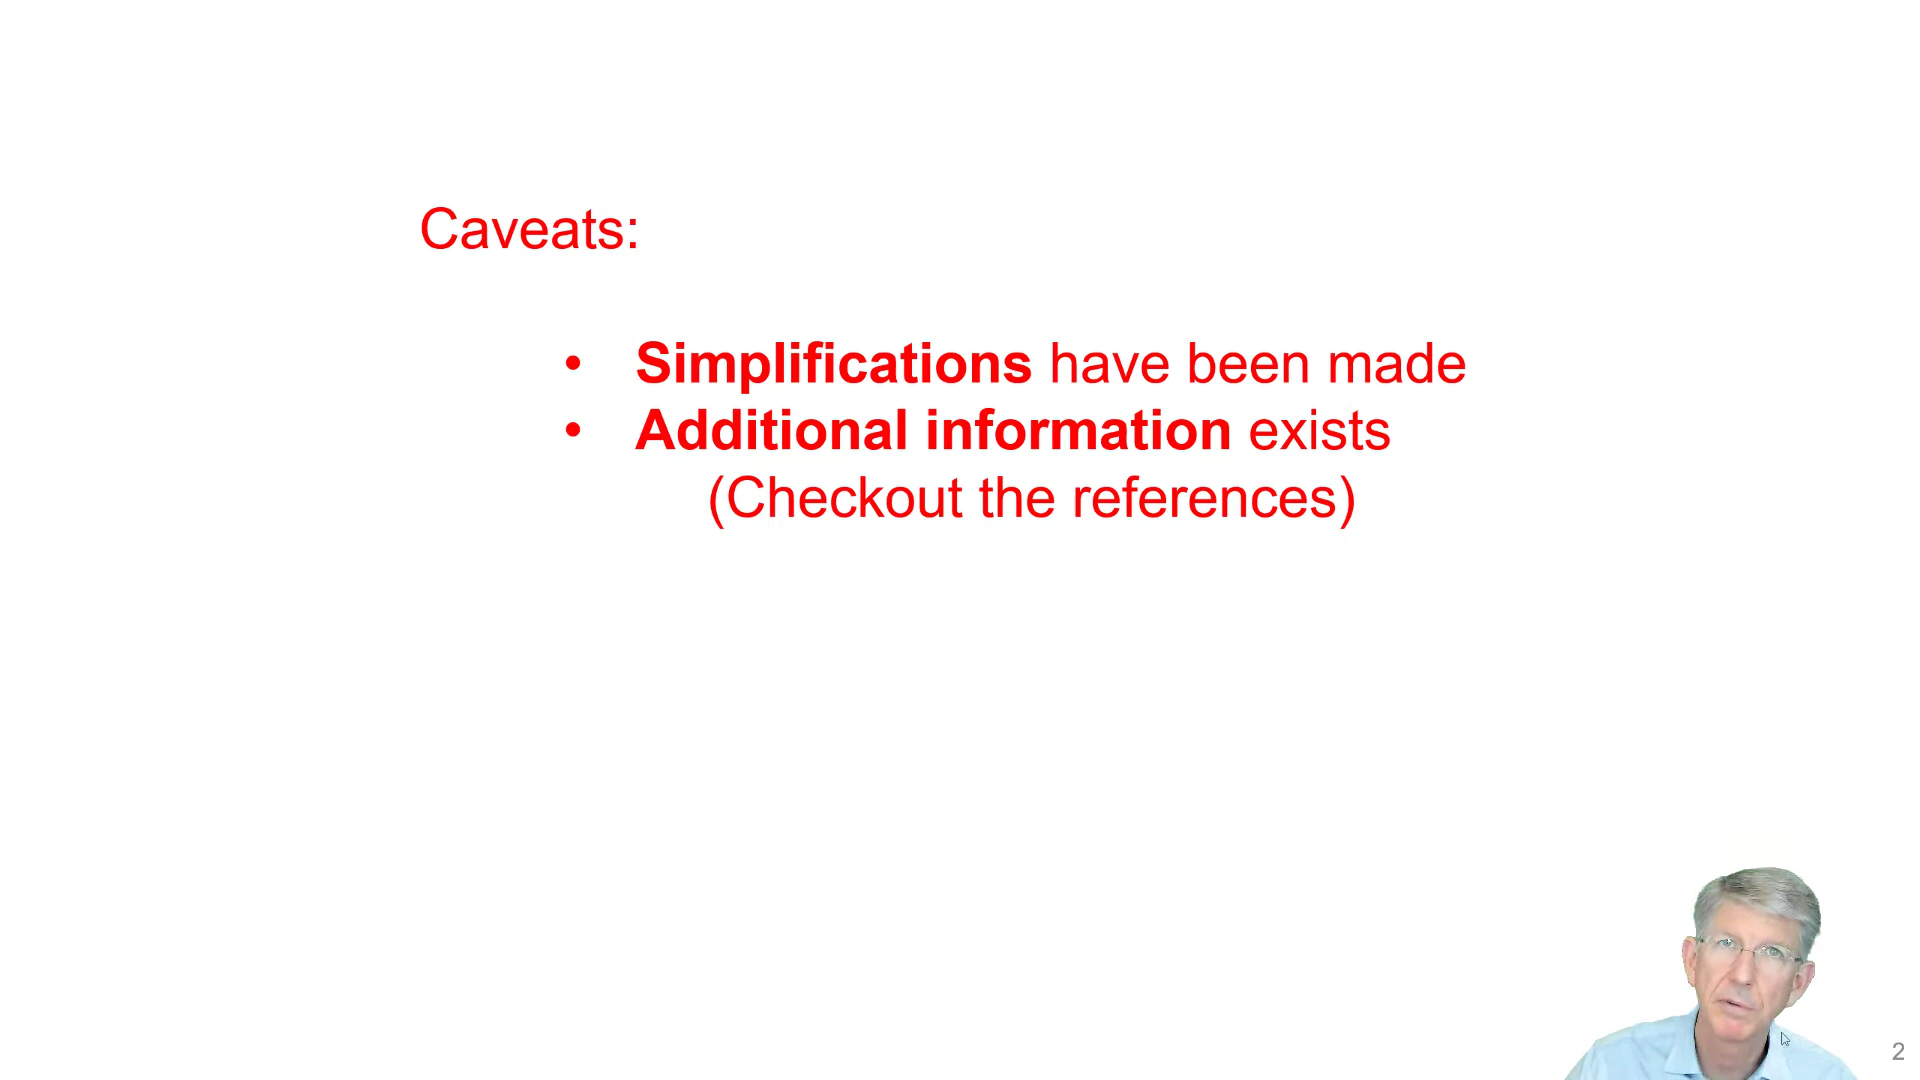 Caveats:
• Simplifications have been made
• Additional information exists
(Checkout the references)
2